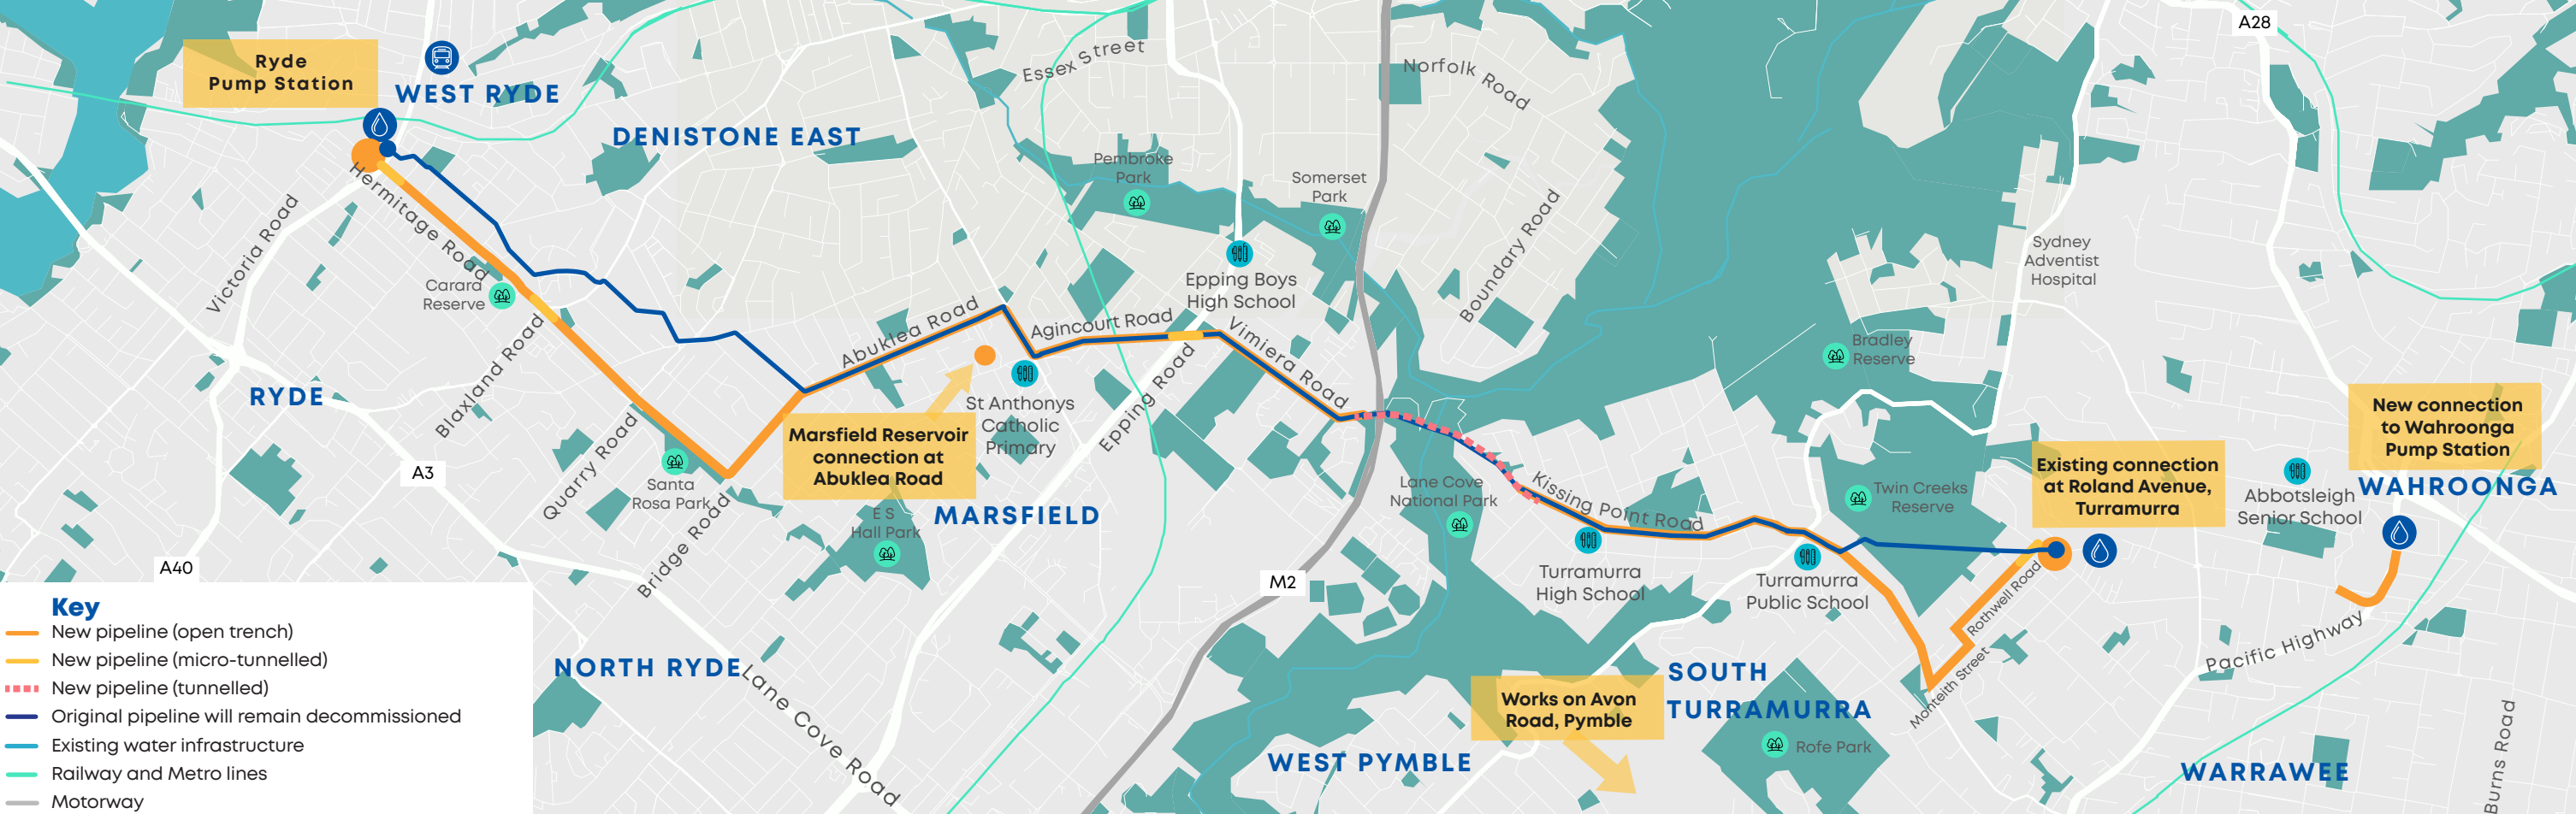 Ryde
Pump Station
WEST RYDE
DENISTONE EAST
Essex Street
Norfolk Road
A28
Pembroke
Park
Somerset
Park
Hermitage Road
Victoria Road
Carara
Reserve
Epping Boys
High School
Boundary Road
Sydney
Adventist
Hospital
Abuklea Road
Agincourt Road
Vimiera Road
Bradley
Reserve
RYDE
Blaxland Road
St Anthonys
Catholic
Primary
Epping Road
Marsfield Reservoir
connection at
Abuklea Road
New connection
to Wahroonga
Pump Station
Existing connection
at Roland Avenue,
Turramurra
A3
Quarry Road
Santa
Rosa Park
E S
Hall Park
MARSFIELD
Lane Cove
National Park
Kissing Point Road
Twin Creeks
Reserve
Abbotsleigh
Senior School
WAHROONGA
A40
Bridge Road
M2
Turramurra
High School
Turramurra
Public School
Rothwell Road
Monteith Street
Pacific Highway
NORTH RYDE
Lane Cove Road
SOUTH
TURRAMURRA
Works on Avon
Road, Pymble
WEST PYMBLE
Rofe Park
WARRAWEE
Burns Road
Key
New pipeline (open trench)
New pipeline (micro-tunnelled)
New pipeline (tunnelled)
Original pipeline will remain decommissioned
Existing water infrastructure
Railway and Metro lines
Motorway